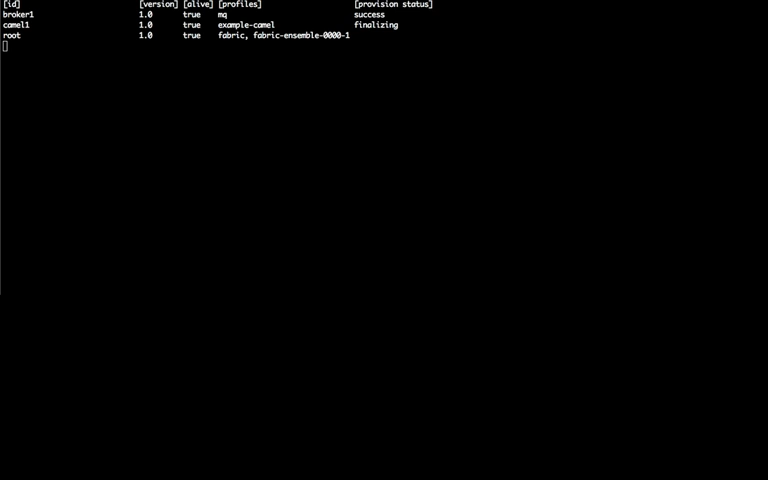 [id] [version] [alive] [profiles] [provision status]
broker1 1.0 true mq success
camel1 1.0 true example-camel finalizing
root 1.0 true fabric, fabric-ensemble-0000-1